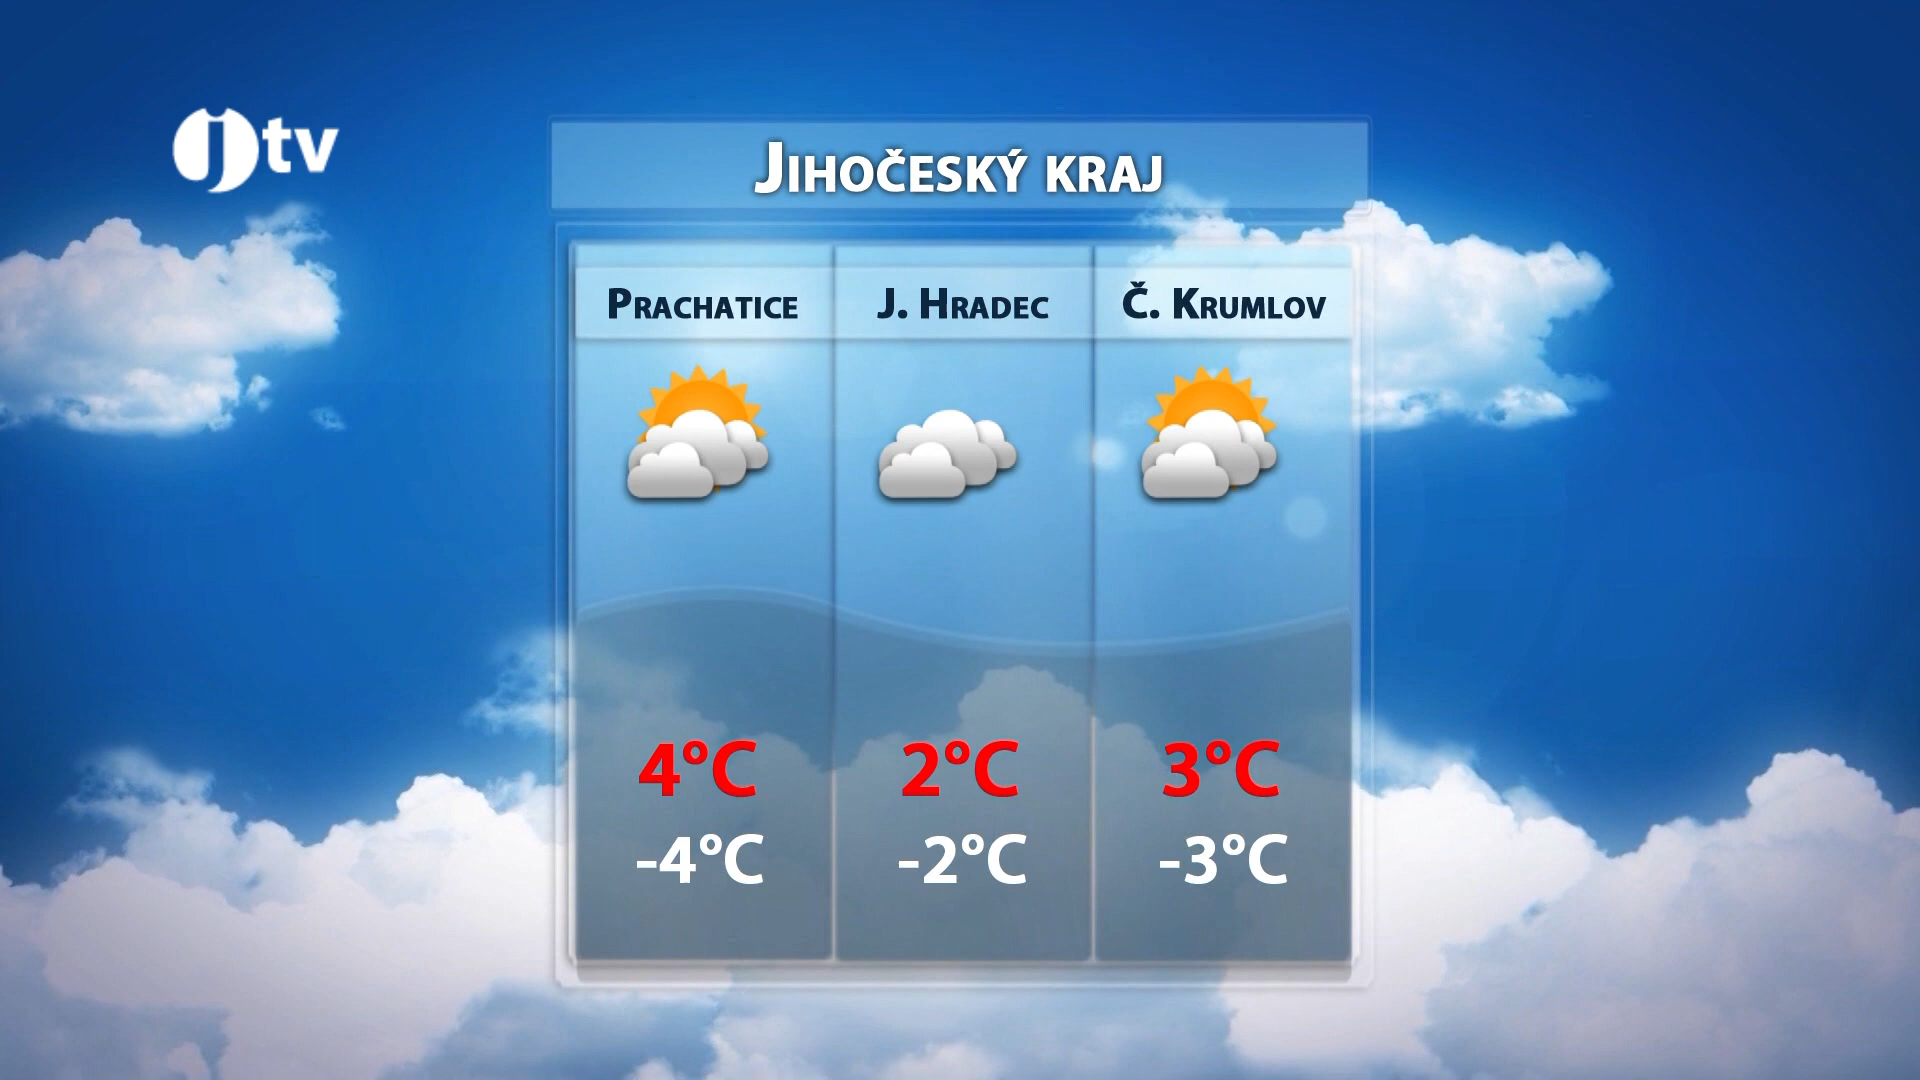 jtv
Jihočeský kraj
Prachatice J. Hradec Č. Krumlov
4°C 2°C 3°C
-4°C -2°C -3°C